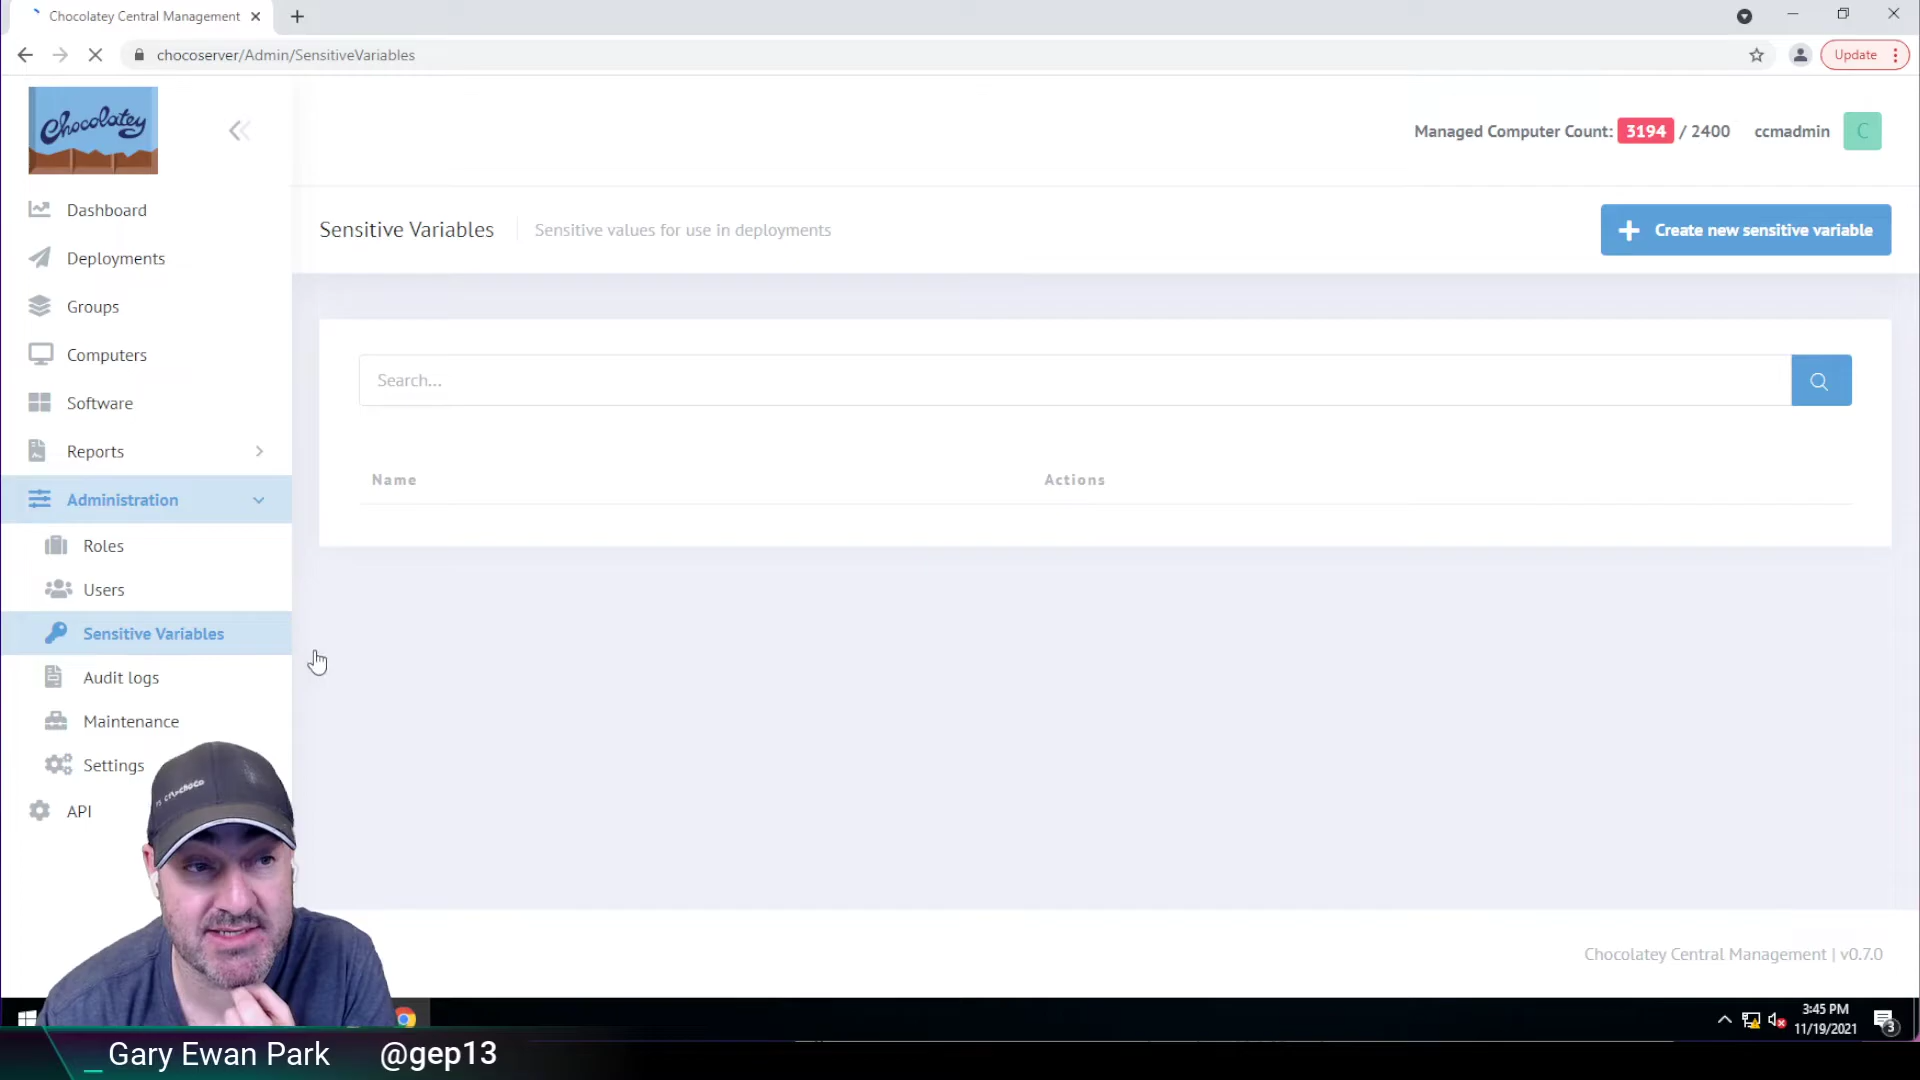 Chocolatey Central Management
chocoserver/Admin/SensitiveVariables
Update
Chocolatey
Managed Computer Count: 3194 / 2400 ccmadmin C
Dashboard
Deployments
Groups
Computers
Software
Reports
Administration
Roles
Users
Sensitive Variables
Audit logs
Maintenance
Settings
API
Sensitive Variables
Sensitive values for use in deployments
Create new sensitive variable
Search...
Name Actions
Chocolatey Central Management | v0.7.0
3:45 PM
11/19/2021
3
_ Gary Ewan Park @gep13